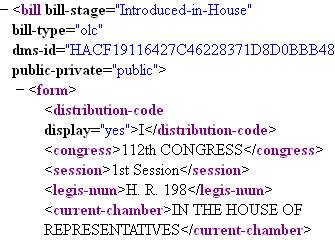 − <bill bill-stage="Introduced-in-House"
bill-type="olc"
dms-id="HACF19116427C46228371D8D0BBB48
public-private="public">
− <form>
<distribution-code
display="yes">I</distribution-code>
<congress>112th CONGRESS</congress>
<session>1st Session</session>
<legis-num>H. R. 198</legis-num>
<current-chamber>IN THE HOUSE OF
REPRESENTATIVES</current-chamber>